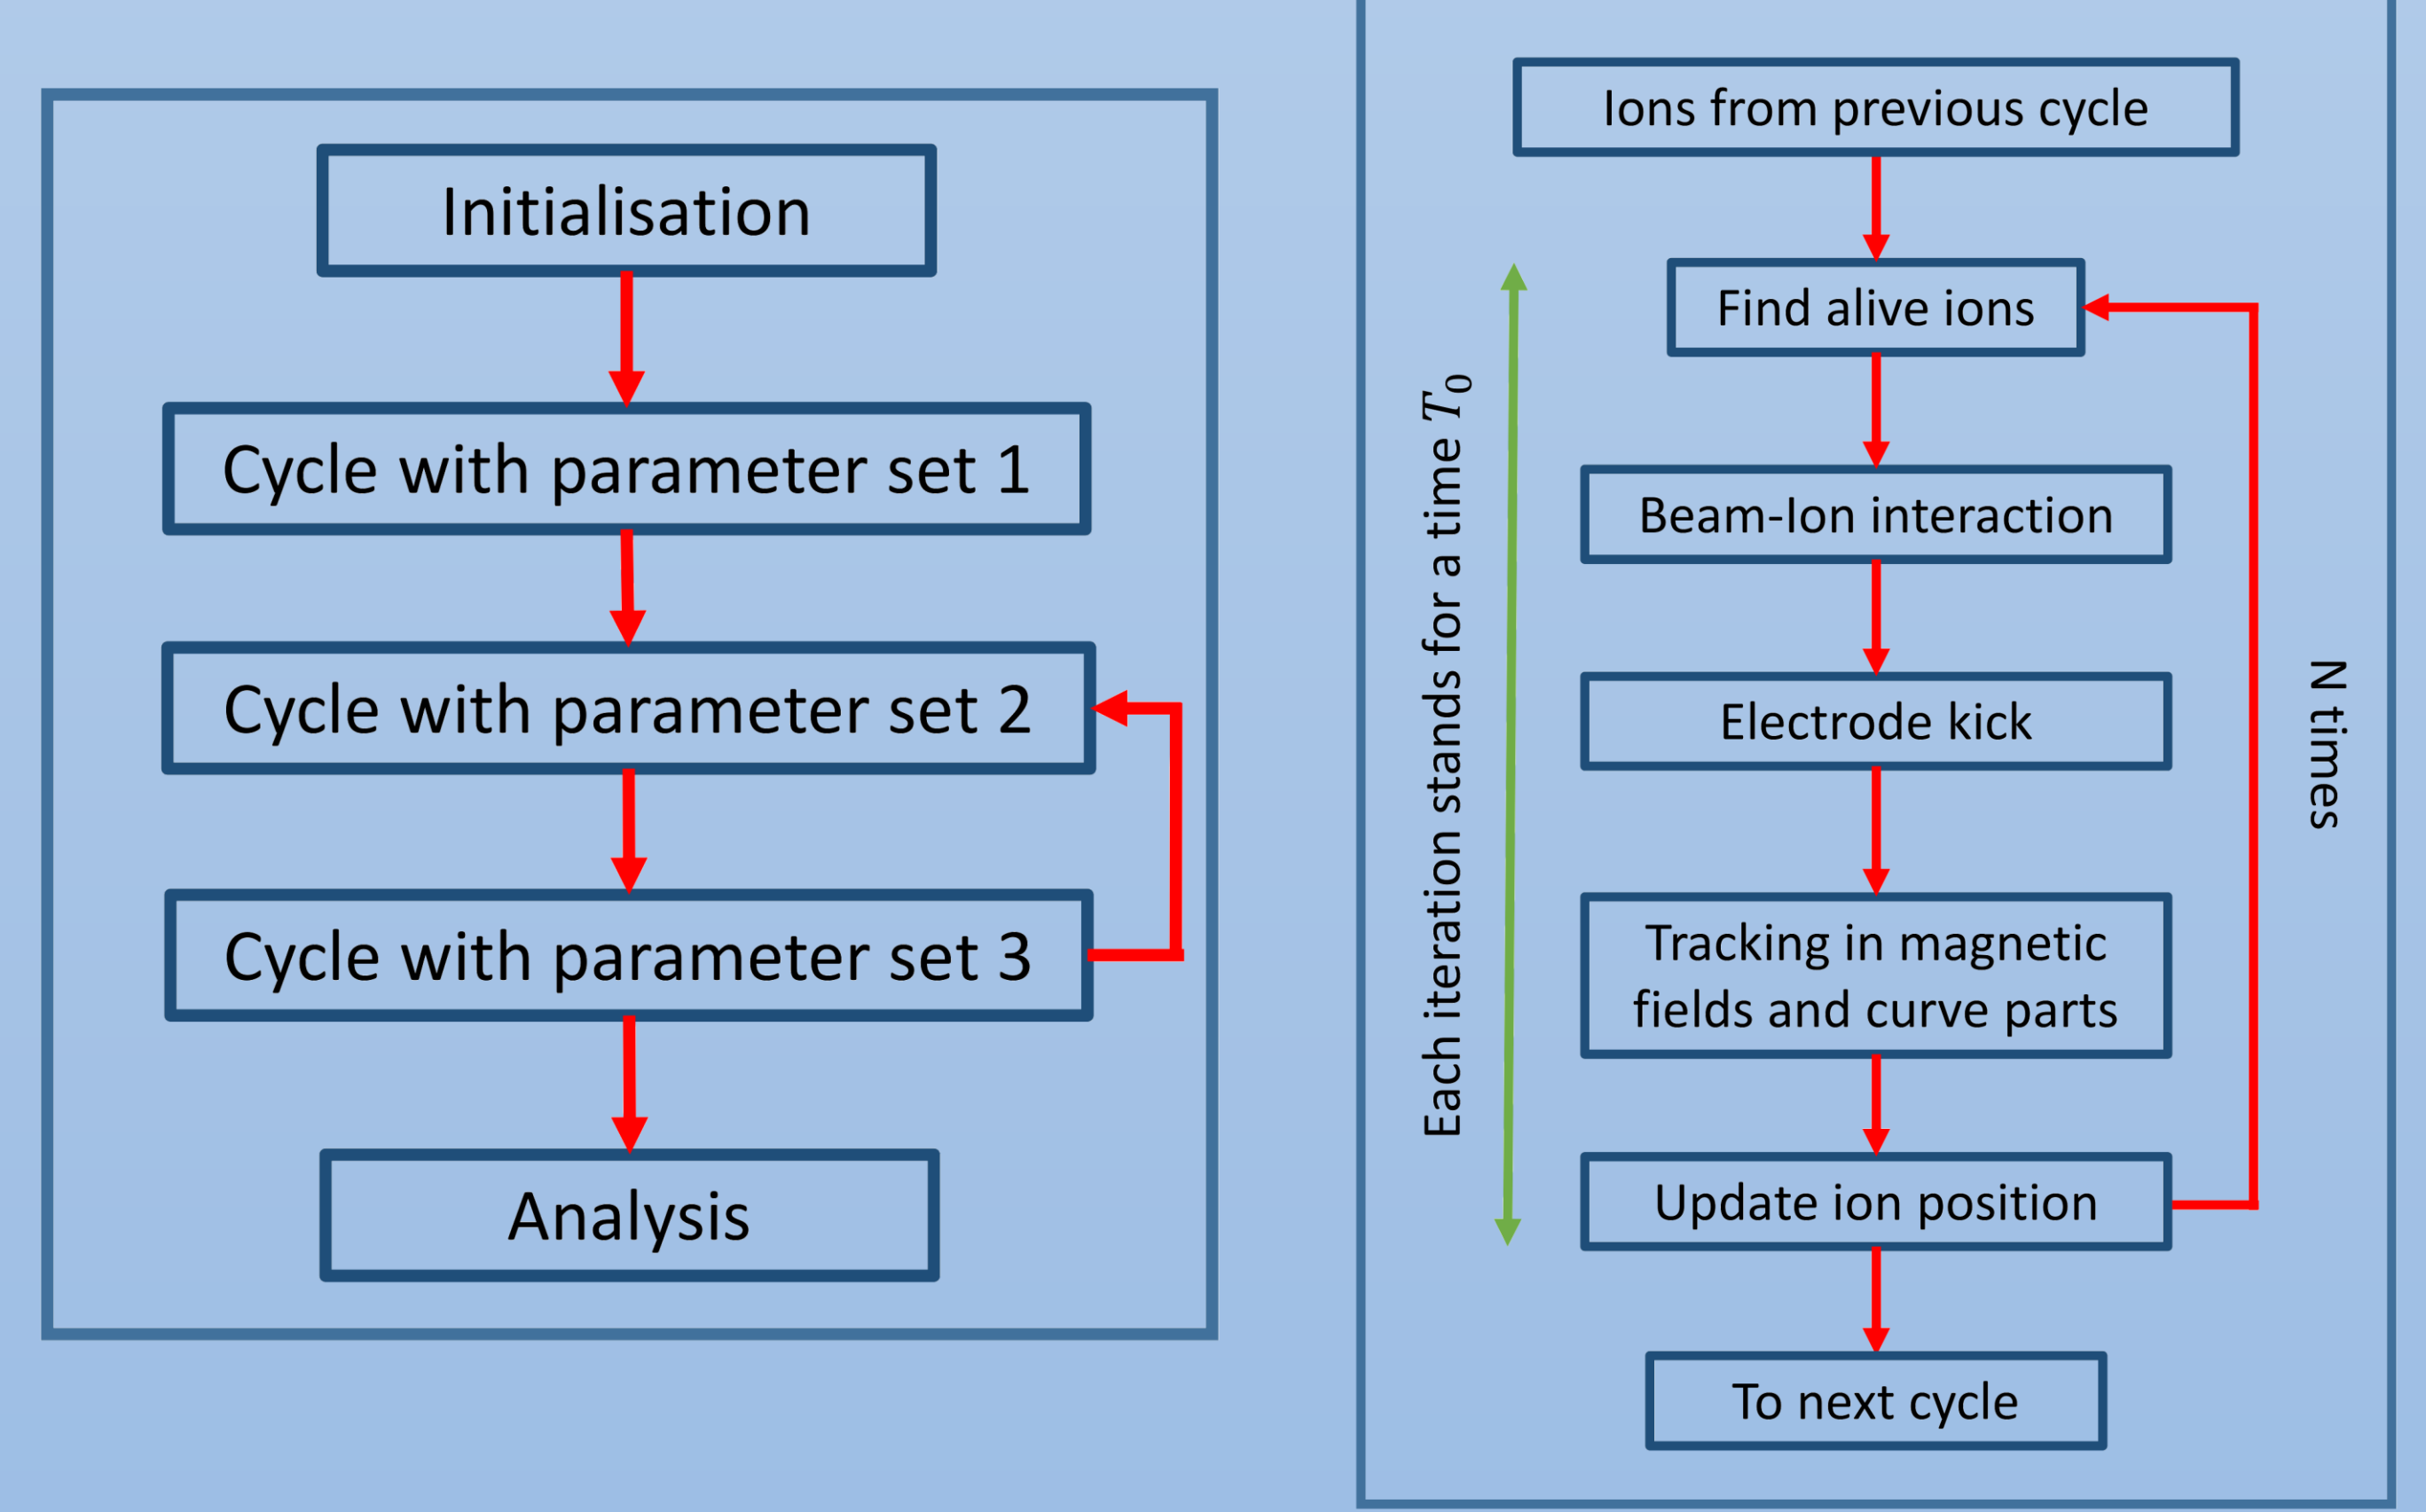 Initialisation
Cycle with parameter set 1
Cycle with parameter set 2
Cycle with parameter set 3
Analysis
Ions from previous cycle
Find alive ions
Beam-Ion interaction
Electrode kick
Tracking in magnetic
fields and curve parts
Update ion position
To next cycle
Each iteration stands for a time T₀
N times